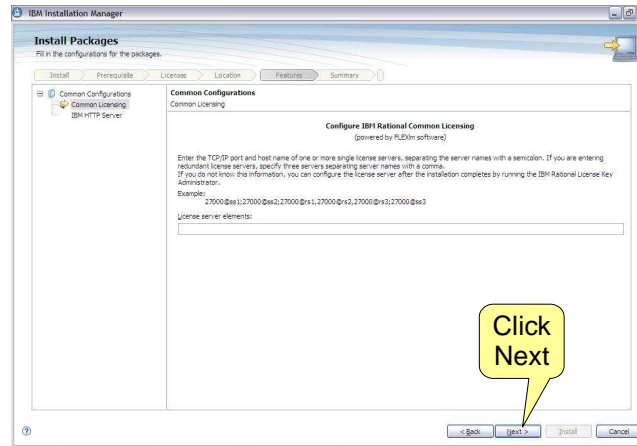 IBM Installation Manager
Install Packages
Fill in the configurations for the packages.
Install Prerequisite Licenses Location Features Summary
Common Configurations
Common Licensing
IBM HTTP Server
Common Configurations
Common Licensing
Configure IBM Rational Common Licensing
(powered by FLEXlm software)
Enter the TCP/IP port and host name of one or more single license servers, separating the server names with a semicolon. If you are entering
redundant license servers, specify three servers separating server names with a comma.
If you do not know this information, you can configure the license server after the installation completes by running the IBM Rational License Key
Administrator.
Example:
27000@ss1;27000@ss2;27000@rs1,27000@rs2,27000@rs3;27000@ss3
License server elements:
Click
Next
< Back Next > Install Cancel